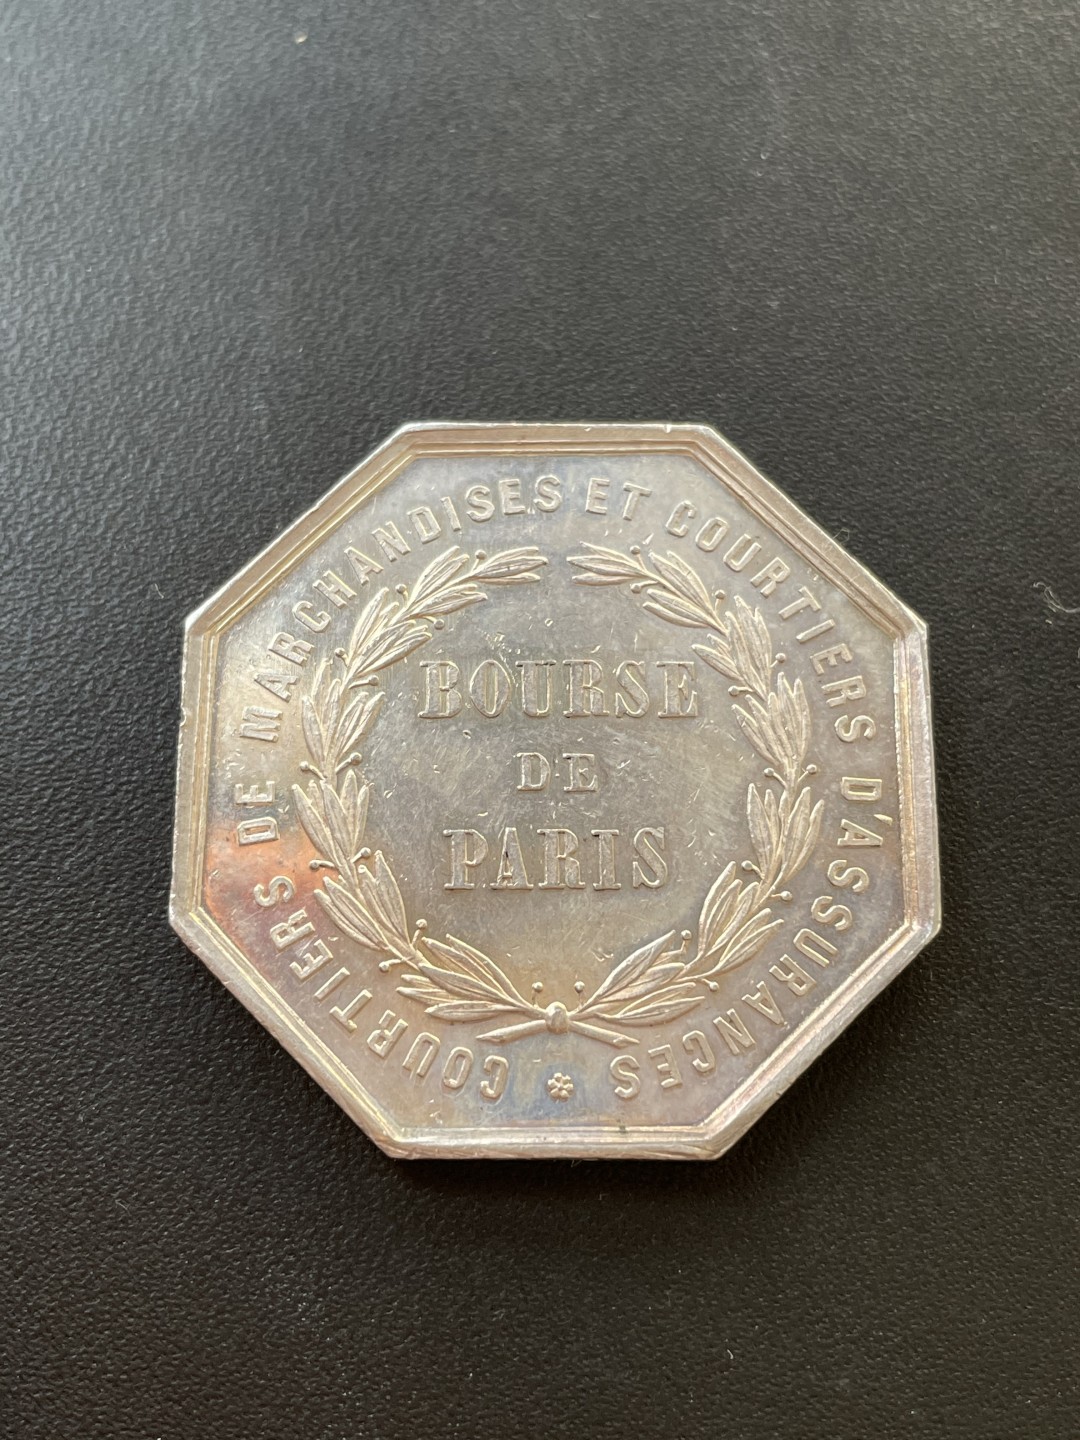 COURTIERS DE MARCHANDISES ET COURTIERS D'ASSURANCES
BOURSE
DE
PARIS